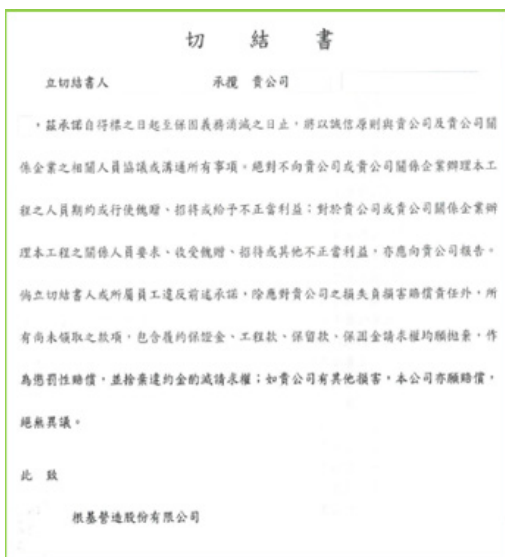 切結書
立切結書人 承攬 貴公司
，茲承諾自得標之日起至保固義務消滅之日止，將以誠信原則與貴公司及貴公司關
係企業之相關人員協議或溝通所有事項。絕對不向貴公司或貴公司關係企業辦理本工
程之人員期約或行使餽贈、招待或給予不正當利益；對於貴公司或貴公司關係企業辦
理本工程之關係人員要求、收受餽贈、招待或其他不正當利益，亦應向貴公司報告。
倘立切結書人或所屬員工違反前述承諾，除應對貴公司之損失負損害賠償責任外，所
有尚未領取之款項，包含履約保證金、工程款、保留款、保固金請求權均願拋棄，作
為懲罰性賠償，並捨棄違約金酌減請求權；如貴公司有其他損害，本公司亦願賠償，
絕無異議。
此致
根基營造股份有限公司